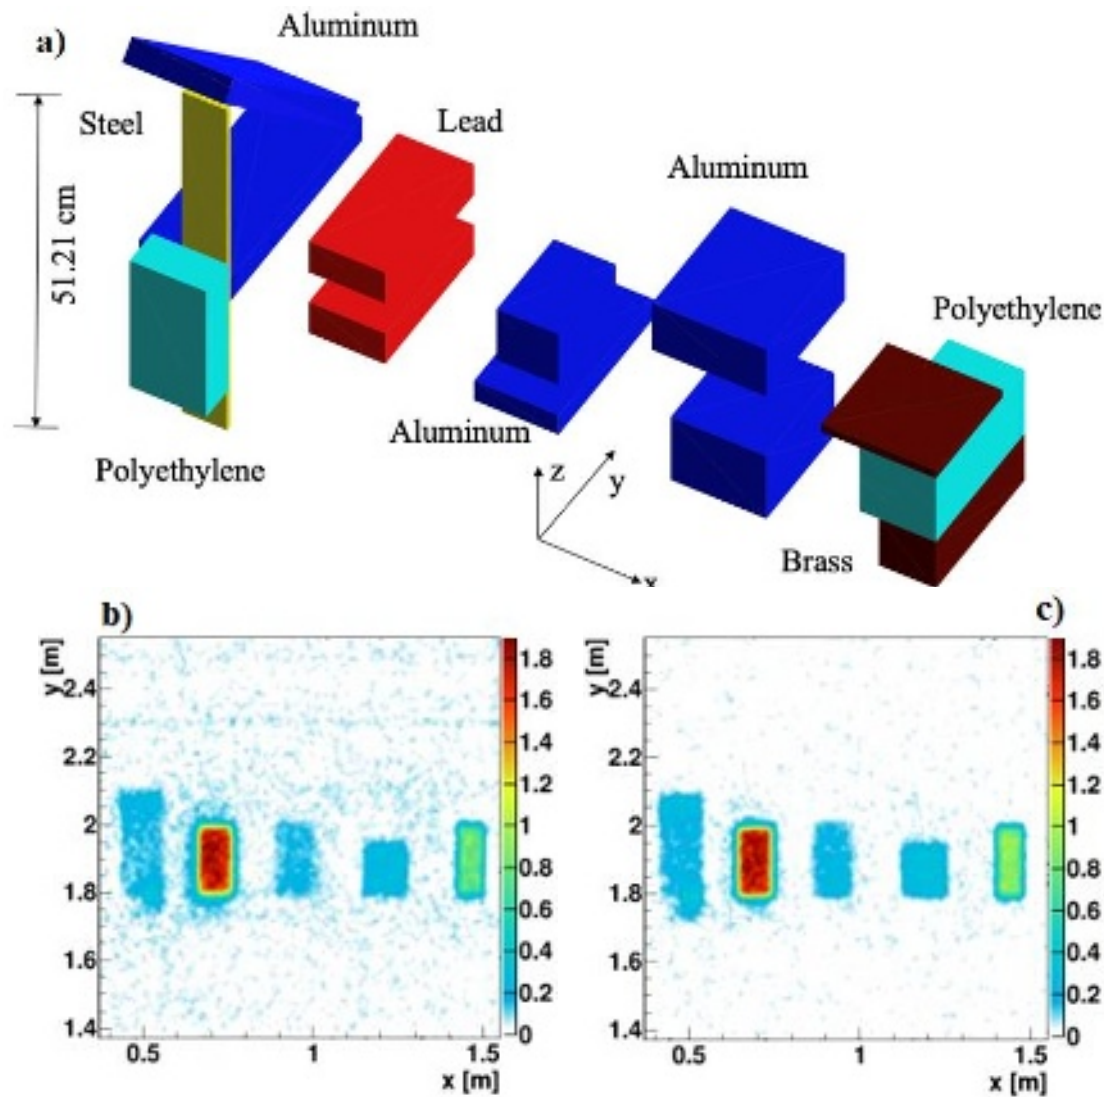 a)
Aluminum
Steel
Lead
Aluminum
51.21 cm
Polyethylene
Aluminum
Polyethylene
z
y
x
Brass
b)
c)
y [m]
2.4
2.2
2
1.8
1.6
1.4
0.5
1
1.5
x [m]
1.8
1.6
1.4
1.2
1
0.8
0.6
0.4
0.2
0
y [m]
2.4
2.2
2
1.8
1.6
1.4
0.5
1
1.5
x [m]
1.8
1.6
1.4
1.2
1
0.8
0.6
0.4
0.2
0